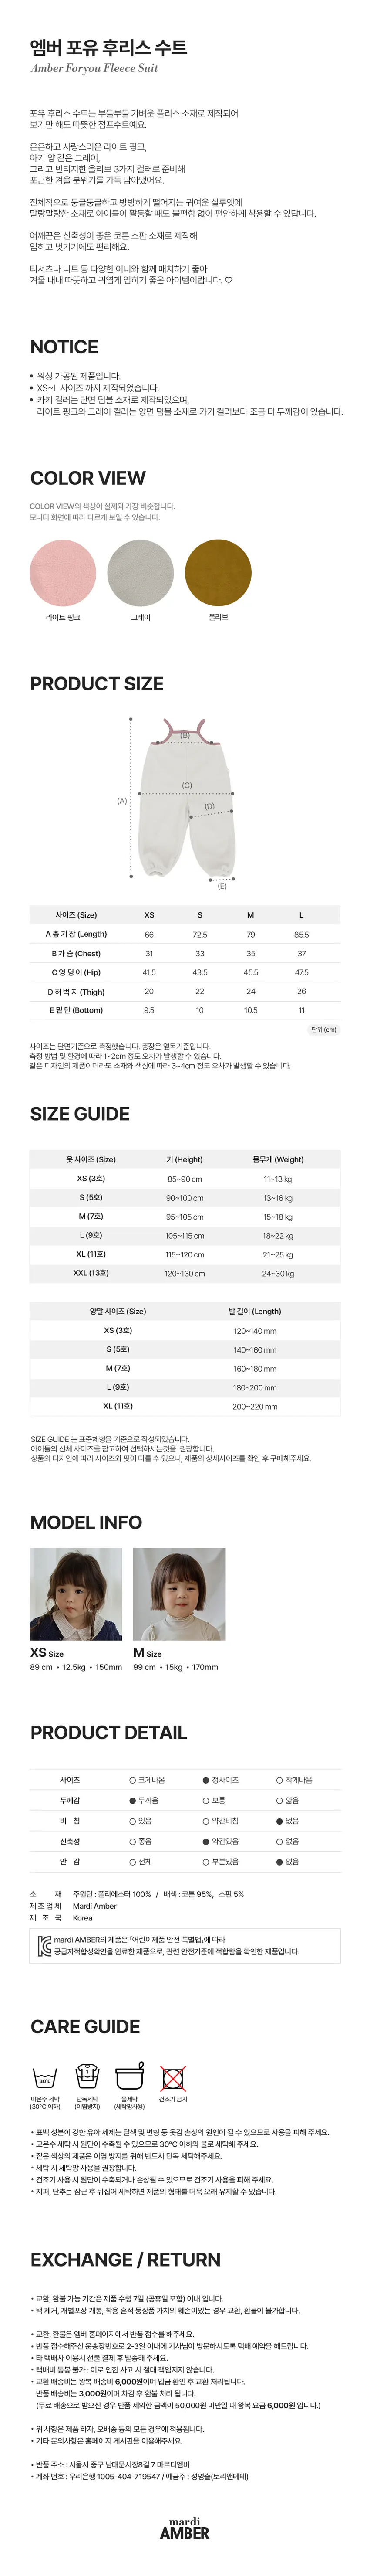 엠버 포유 후리스 수트
Amber Foryou Fleece Suit
포유 후리스 수트는 부들부들 가벼운 플리스 소재로 제작되어
보기만 해도 따뜻한 점프수트예요.
은은하고 사랑스러운 라이트 핑크,
아기 양 같은 그레이,
그리고 빈티지한 올리브 3가지 컬러로 준비해
포근한 겨울 분위기를 가득 담아냈어요.
전체적으로 둥글둥글하고 방방하게 떨어지는 귀여운 실루엣에
말랑말랑한 소재로 아이들이 활동할 때도 불편함 없이 편안하게 착용할 수 있답니다.
어깨끈은 신축성이 좋은 코튼 스판 소재로 제작해
입히고 벗기기에도 편리해요.
티셔츠나 니트 등 다양한 이너와 함께 매치하기 좋아
겨울 내내 따뜻하고 귀엽게 입히기 좋은 아이템이랍니다. ♡
NOTICE
• 워싱 가공된 제품입니다.
• XS~L 사이즈 까지 제작되었습니다.
• 카키 컬러는 단면 덤블 소재로 제작되었으며,
라이트 핑크와 그레이 컬러는 양면 덤블 소재로 카키 컬러보다 조금 더 두께감이 있습니다.
COLOR VIEW
COLOR VIEW의 색상이 실제와 가장 비슷합니다.
모니터 화면에 따라 다르게 보일 수 있습니다.
라이트 핑크 그레이 올리브
PRODUCT SIZE
(B)
(C)
(A)
(D)
(E)
사이즈 (Size) XS S M L
A 총 기 장 (Length) 66 72.5 79 85.5
B 가 슴 (Chest) 31 33 35 37
C 엉 덩 이 (Hip) 41.5 43.5 45.5 47.5
D 허 벅 지 (Thigh) 20 22 24 26
E 밑 단 (Bottom) 9.5 10 10.5 11
단위 (cm)
사이즈는 단면기준으로 측정했습니다. 총장은 옆목기준입니다.
측정 방법 및 환경에 따라 1~2cm 정도 오차가 발생할 수 있습니다.
같은 디자인의 제품이더라도 소재와 색상에 따라 3~4cm 정도 오차가 발생할 수 있습니다.
SIZE GUIDE
옷 사이즈 (Size) 키 (Height) 몸무게 (Weight)
XS (3호) 85~90 cm 11~13 kg
S (5호) 90~100 cm 13~16 kg
M (7호) 95~105 cm 15~18 kg
L (9호) 105~115 cm 18~22 kg
XL (11호) 115~120 cm 21~25 kg
XXL (13호) 120~130 cm 24~30 kg
양말 사이즈 (Size) 발 길이 (Length)
XS (3호) 120~140 mm
S (5호) 140~160 mm
M (7호) 160~180 mm
L (9호) 180~200 mm
XL (11호) 200~220 mm
SIZE GUIDE 는 표준체형을 기준으로 작성되었습니다.
아이들의 신체 사이즈를 참고하여 선택하시는것을 권장합니다.
상품의 디자인에 따라 사이즈와 핏이 다를 수 있으니, 제품의 상세사이즈를 확인 후 구매해주세요.
MODEL INFO
XS Size M Size
89 cm • 12.5kg • 150mm 99 cm • 15kg • 170mm
PRODUCT DETAIL
사이즈 ○ 크게나옴 ● 정사이즈 ○ 작게나옴
두께감 ● 두꺼움 ○ 보통 ○ 얇음
비 침 ○ 있음 ○ 약간비침 ● 없음
신축성 ○ 좋음 ● 약간있음 ○ 없음
안 감 ○ 전체 ○ 부분있음 ● 없음
소 재 주원단 : 폴리에스터 100% / 배색 : 코튼 95%, 스판 5%
제 조 업 체 Mardi Amber
제 조 국 Korea
mardi AMBER의 제품은 「어린이제품 안전 특별법」에 따라
공급자적합성확인을 완료한 제품으로, 관련 안전기준에 적합함을 확인한 제품입니다.
CARE GUIDE
30°C 1
미온수 세탁 단독세탁 물세탁 건조기 금지
(30°C 이하) (이염방지) (세탁망사용)
• 표백 성분이 강한 유아 세제는 탈색 및 변형 등 옷감 손상의 원인이 될 수 있으므로 사용을 피해 주세요.
• 고온수 세탁 시 원단이 수축될 수 있으므로 30°C 이하의 물로 세탁해 주세요.
• 짙은 색상의 제품은 이염 방지를 위해 반드시 단독 세탁해주세요.
• 세탁 시 세탁망 사용을 권장합니다.
• 건조기 사용 시 원단이 수축되거나 손상될 수 있으므로 건조기 사용을 피해 주세요.
• 지퍼, 단추는 잠근 후 뒤집어 세탁하면 제품의 형태를 더욱 오래 유지할 수 있습니다.
EXCHANGE / RETURN
• 교환, 환불 가능 기간은 제품 수령 7일 (공휴일 포함) 이내 입니다.
• 택 제거, 개별포장 개봉, 착용 흔적 등상품 가치의 훼손이있는 경우 교환, 환불이 불가합니다.
• 교환, 환불은 엠버 홈페이지에서 반품 접수를 해주세요.
• 반품 접수해주신 운송장번호로 2-3일 이내에 기사님이 방문하시도록 택배 예약을 해드립니다.
• 타 택배사 이용시 선불 결제 후 발송해 주세요.
• 택배비 동봉 불가 : 이로 인한 사고 시 절대 책임지지 않습니다.
• 교환 배송비는 왕복 배송비 6,000원이며 입금 환인 후 교환 처리됩니다.
반품 배송비는 3,000원이며 차감 후 환불 처리 됩니다.
(무료 배송으로 받으신 경우 반품 제외한 금액이 50,000원 미만일 때 왕복 요금 6,000원 입니다.)
• 위 사항은 제품 하자, 오배송 등의 모든 경우에 적용됩니다.
• 기타 문의사항은 홈페이지 게시판을 이용해주세요.
• 반품 주소 : 서울시 중구 남대문시장8길 7 마르디엠버
• 계좌 번호 : 우리은행 1005-404-719547 / 예금주 : 성영출(토리앤테테)
mardi
AMBER